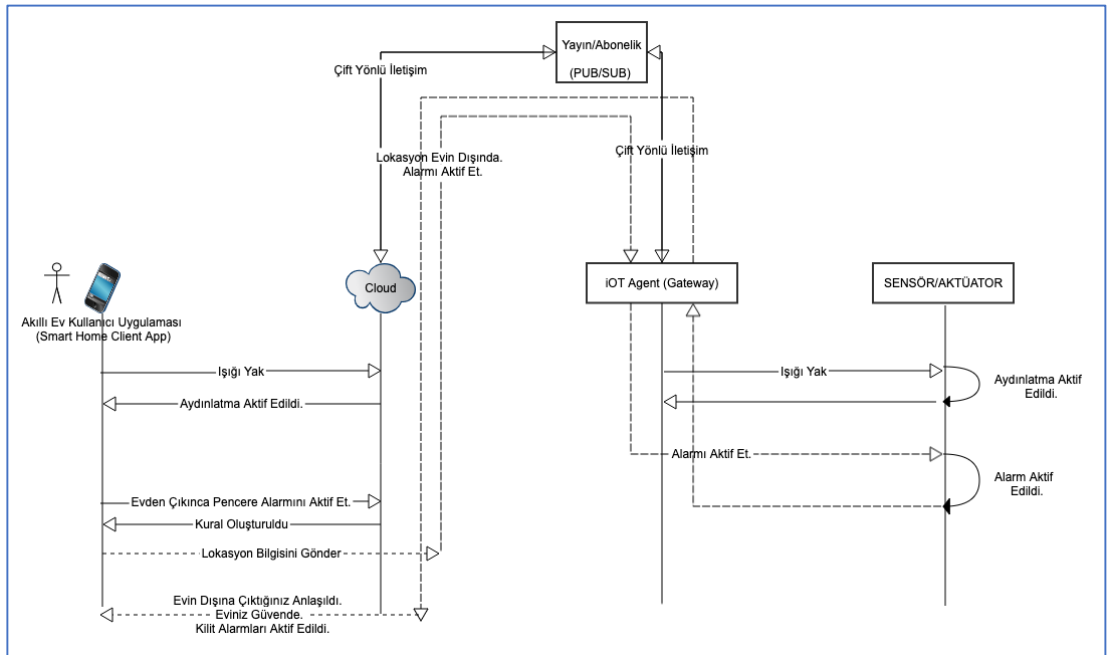 Yayın/Abonelik
(PUB/SUB)
Çift Yönlü İletişim
Çift Yönlü İletişim
Lokasyon Evin Dışında.
Alarmı Aktif Et.
Akıllı Ev Kullanıcı Uygulaması
(Smart Home Client App)
Cloud
iOT Agent (Gateway)
SENSÖR/AKTÜATOR
Işığı Yak
Işığı Yak
Aydınlatma Aktif
Edildi.
Aydınlatma Aktif Edildi.
Alarmı Aktif Et.
Alarm Aktif
Edildi.
Evden Çıkınca Pencere Alarmını Aktif Et.
Kural Oluşturuldu
Lokasyon Bilgisini Gönder
Evin Dışına Çıktığınız Anlaşıldı.
Eviniz Güvende.
Kilit Alarmları Aktif Edildi.